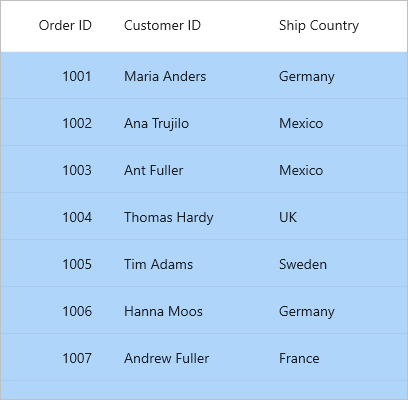 Order ID Customer ID Ship Country
1001 Maria Anders Germany
1002 Ana Trujilo Mexico
1003 Ant Fuller Mexico
1004 Thomas Hardy UK
1005 Tim Adams Sweden
1006 Hanna Moos Germany
1007 Andrew Fuller France